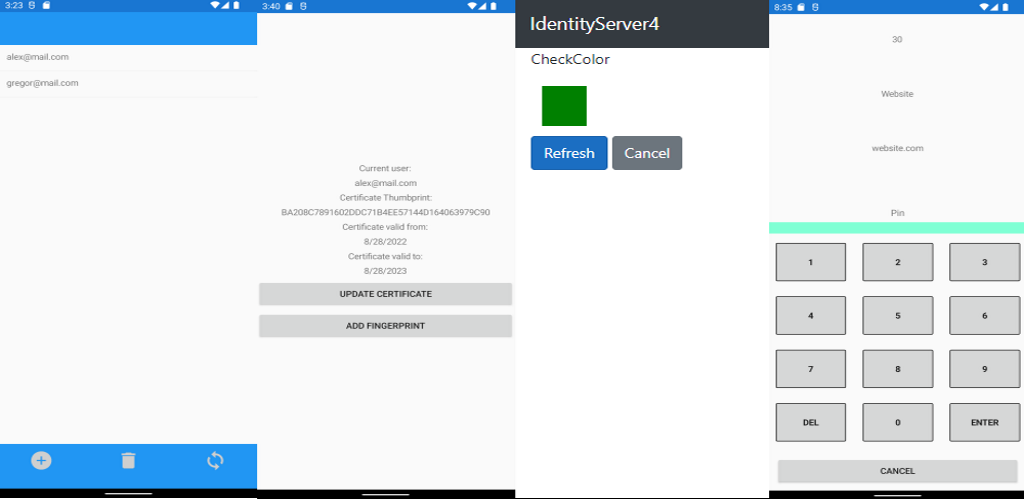 3:23
alex@mail.com
gregor@mail.com
3:40
Current user:
alex@mail.com
Certificate Thumbprint:
BA208C7891602DDC71B4EE57144D164063979C90
Certificate valid from:
8/28/2022
Certificate valid to:
8/28/2023
UPDATE CERTIFICATE
ADD FINGERPRINT
IdentityServer4
CheckColor
Refresh Cancel
8:35
30
Website
website.com
Pin
1 2 3
4 5 6
7 8 9
DEL 0 ENTER
CANCEL